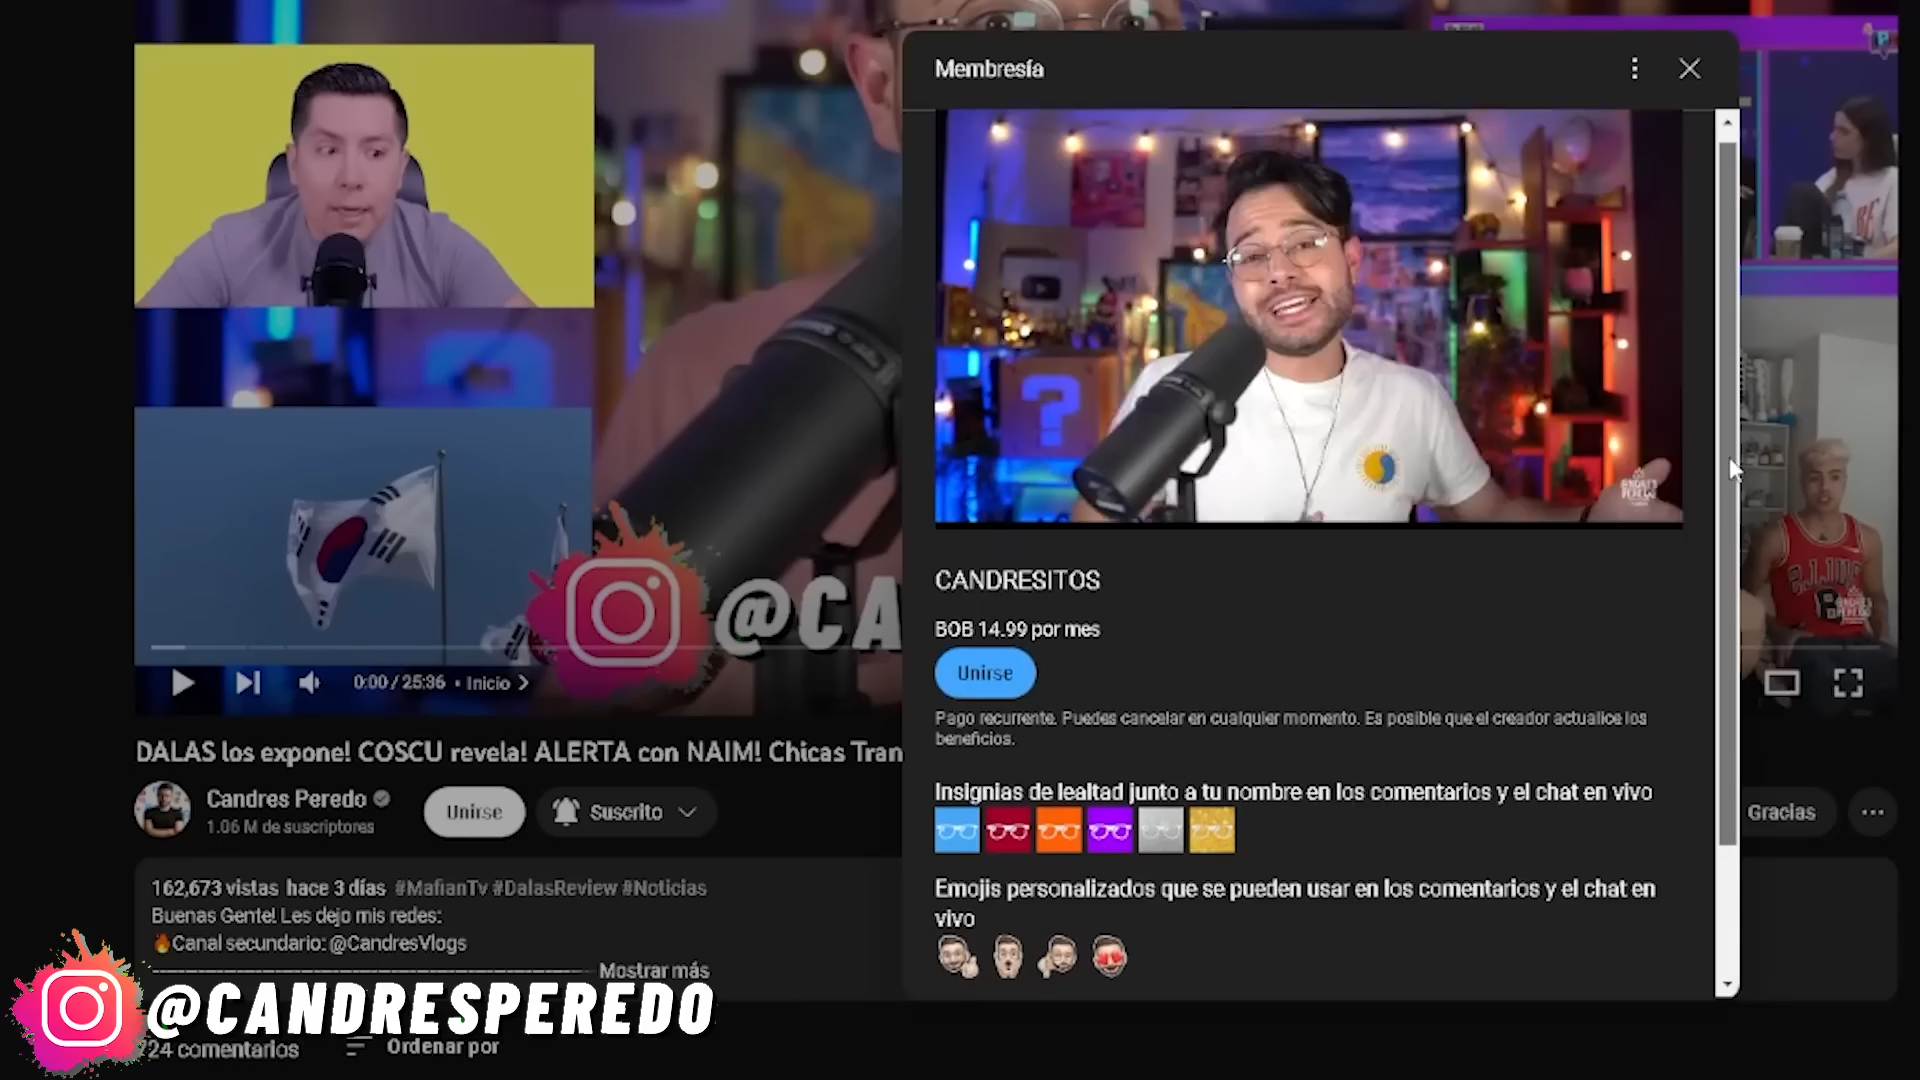 Membresía
CANDRESITOS
BOB 14.99 por mes
Unirse
Pago recurrente. Puedes cancelar en cualquier momento. Es posible que el creador actualice los
beneficios.
Insignias de lealtad junto a tu nombre en los comentarios y el chat en vivo
Emojis personalizados que se pueden usar en los comentarios y el chat en
vivo
@CA
0:00 / 25:36 • Inicio
DALAS los expone! COSCU revela! ALERTA con NAIM! Chicas Tran
Candres Peredo
1.06 M de suscriptores
Unirse
Suscrito
Gracias
162,673 vistas hace 3 días #MafianTv #DalasReview #Noticias
Buenas Gente! Les dejo mis redes:
Canal secundario: @CandresVlogs
Mostrar más
@CANDRESPEREDO
24 comentarios
Ordenar por